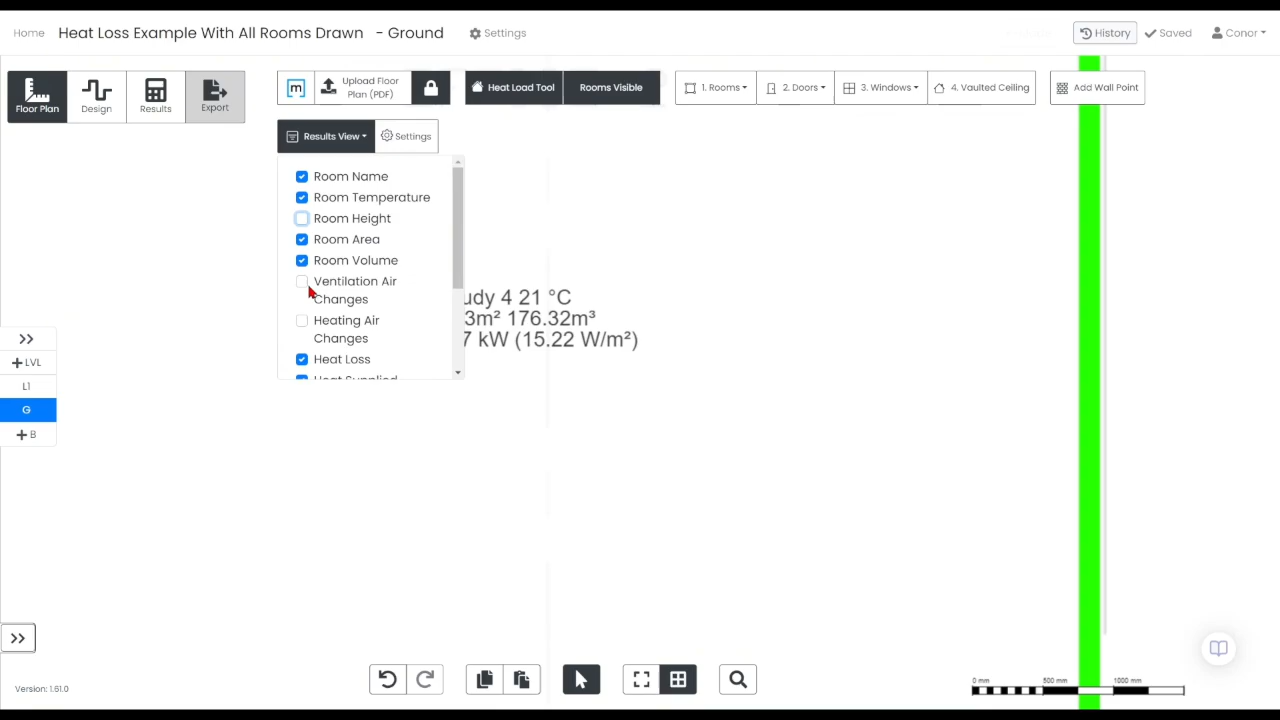 Home
Heat Loss Example With All Rooms Drawn - Ground
Settings
History
Saved
Conor
Floor Plan
Design
Results
Export
[m]
Upload Floor
Plan (PDF)
Heat Load Tool
Rooms Visible
1. Rooms
2. Doors
3. Windows
4. Vaulted Ceiling
Add Wall Point
Results View
Settings
Room Name
Room Temperature
Room Height
Room Area
Room Volume
Ventilation Air
Changes
Heating Air
Changes
Heat Loss
Heat Supplied
udy 4 21 °C
3m² 176.32m³
7 kW (15.22 W/m²)
>>
+ LVL
L1
G
+ B
>>
Version: 1.61.0
0 mm
500 mm
1000 mm